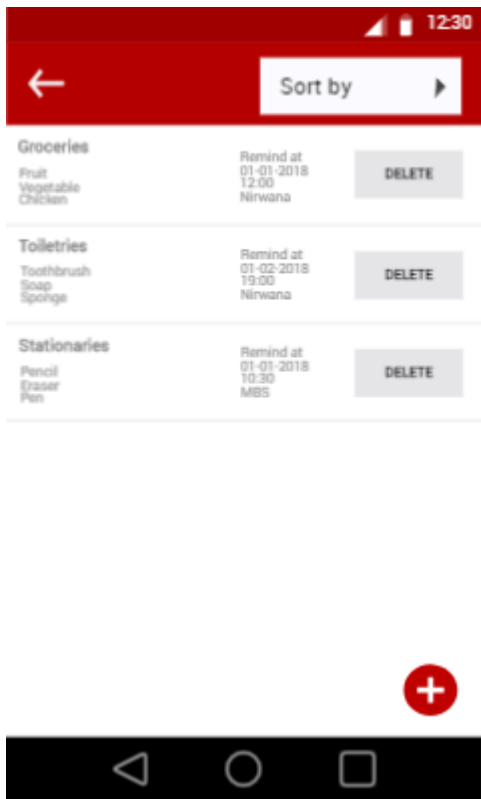 12:30
Sort by
Groceries
Fruit
Vegetable
Chicken
Remind at
01-01-2018
12:00
Nirwana
DELETE
Toiletries
Toothbrush
Soap
Sponge
Remind at
01-02-2018
19:00
Nirwana
DELETE
Stationaries
Pencil
Eraser
Pen
Remind at
01-01-2018
10:30
MBS
DELETE